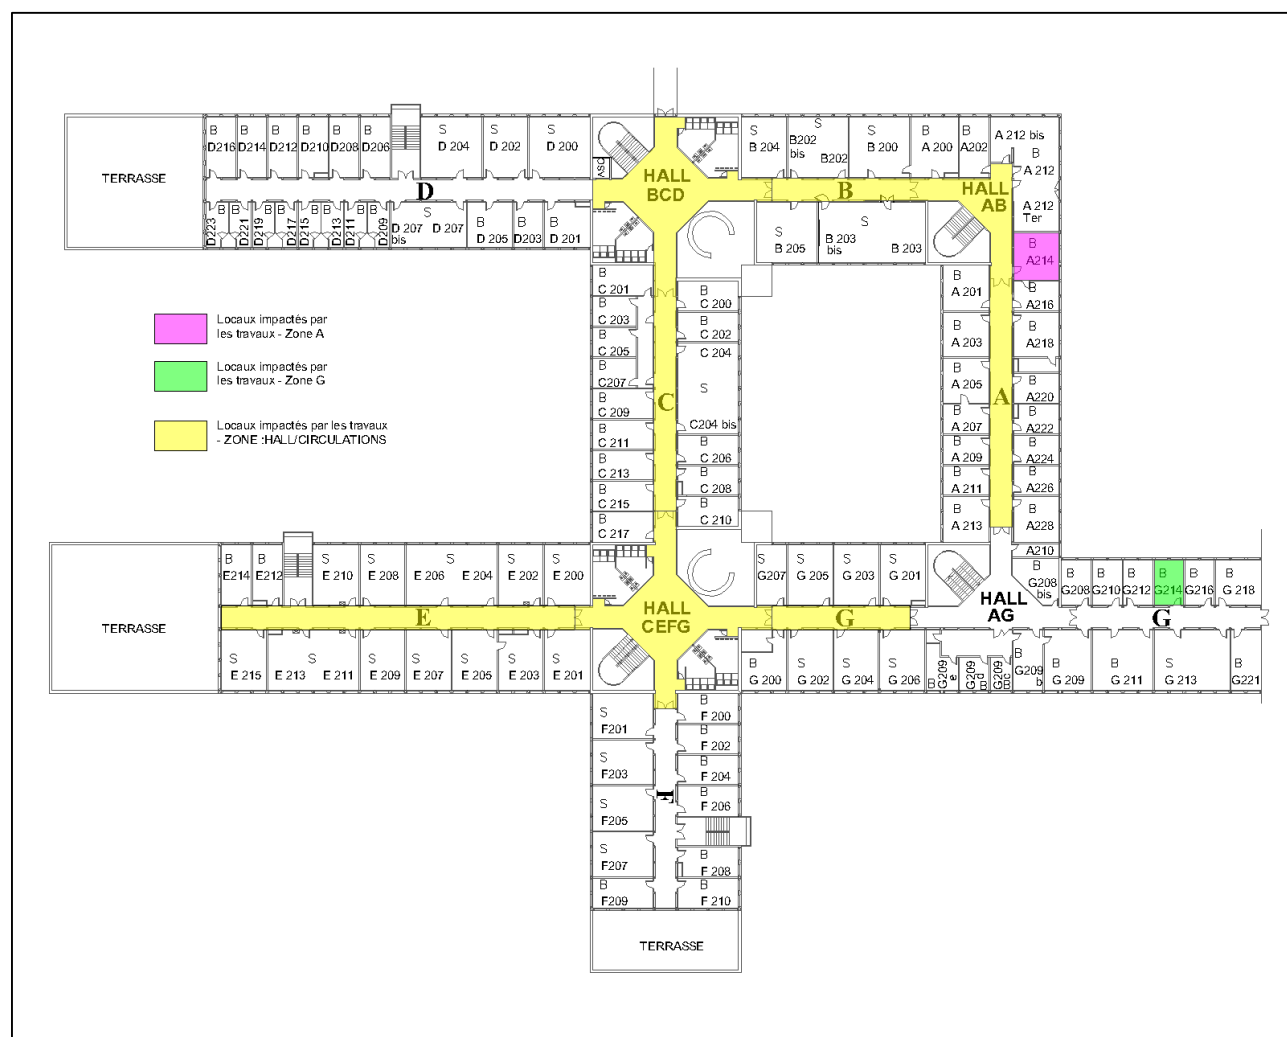 B B B B B B S S S
D216 D214 D212 D210 D208 D206 D 204 D 202 D 200
ASC
S S S B B
B 204 B202 bis B202 B 200 A 200 A202
A 212 bis
B
A 212
A 212
Ter
TERRASSE
D
HALL
BCD
B
HALL
AB
B B B B B B B B S B B B
D223 D221 D219 D217 D215 D213 D211 D209 D 207 bis D 207 D 205 D203 D 201
S B S
B 205 B 203 bis B 203
B
A214
B
C 201
B
C 200
B
A 201
B
A216
Locaux impactés par
les travaux - Zone A
B
C 203
B
C 202
B
A 203
B
A218
B
C 205
C 204
S
C204 bis
Locaux impactés par
les travaux - Zone G
B
C207
B
A 205
B
A220
B
C 209
C
A
B
A 207
B
A222
Locaux impactés par les travaux
- ZONE :HALL/CIRCULATIONS
B
C 211
B
C 206
B
A 209
B
A224
B
C 213
B
C 208
B
A 211
B
A226
B
C 215
B
C 210
B
A 213
B
A228
B
C 217
B
A210
B B S S S S S S
E214 E212 E 210 E 208 E 206 E 204 E 202 E 200
S S S S
G207 G 205 G 203 G 201
B
G208
bis
B B B B B B
G208 G210 G212 G214 G216 G 218
TERRASSE
E
HALL
CEFG
G
HALL
AG
G
S S S S S S S
E 215 E 213 E 211 E 209 E 207 E 205 E 203 E 201
B S S S
G 200 G 202 G 204 G 206
B G209 e
B G209 d
B G209 c
B G209 b
B B S B
G 209 G 211 G 213 G221
S
F201
B
F 200
B
F 202
S
F203
B
F 204
F
S
F205
B
F 206
S
F207
B
F 208
B
F209
B
F 210
TERRASSE